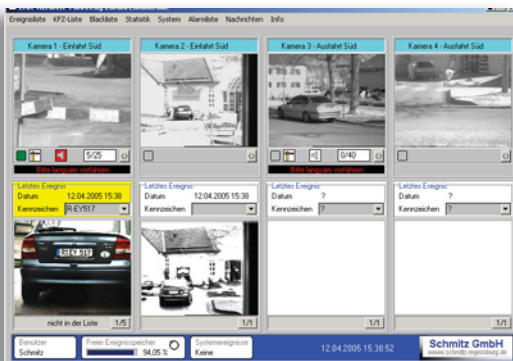 Ereignisliste KFZ-Liste Blackliste Statistik System Alarmliste Nachrichten Info
Kamera 1 - Einfahrt Süd
Kamera 2 - Einfahrt Süd
Kamera 3 - Ausfahrt Süd
Kamera 4 - Ausfahrt Süd
5/25
0/40
Bitte langsam vorfahren
Bitte langsam vorfahren
Letztes Ereignis
Datum 12.04.2005 15:38
Kennzeichen R-EY517
Letztes Ereignis
Datum 12.04.2005 15:38
Kennzeichen ?
Letztes Ereignis
Datum ?
Kennzeichen ?
Letztes Ereignis
Datum ?
Kennzeichen ?
R EY 517
nicht in der Liste 1/5
1/1
1/1
1/1
Benutzer
Schmitz
Freier Ereignisspeicher
94,05 %
Systemereignisse
Keine
12.04.2005 15:38:52
Schmitz GmbH
www.schmitz-regensburg.de